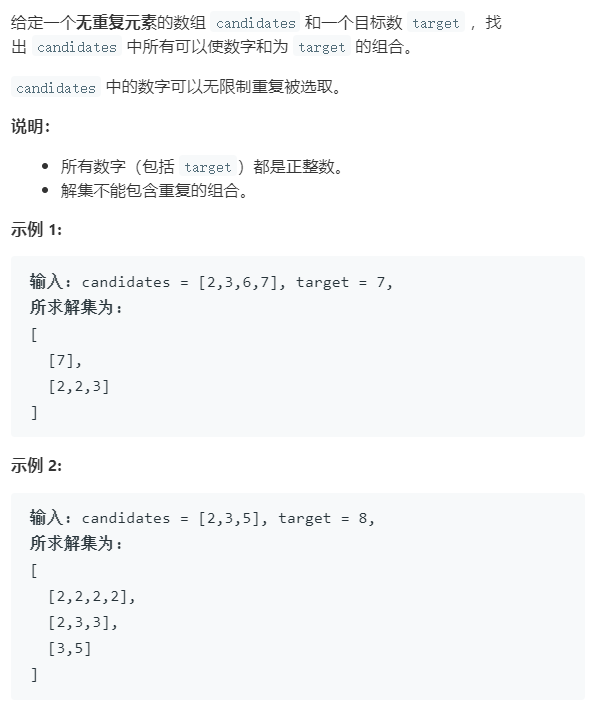 给定一个无重复元素的数组 candidates 和一个目标数 target ，找
出 candidates 中所有可以使数字和为 target 的组合。
candidates 中的数字可以无限制重复被选取。
说明：
• 所有数字（包括 target）都是正整数。
• 解集不能包含重复的组合。
示例 1:
输入: candidates = [2,3,6,7], target = 7,
所求解集为:
[
  [7],
  [2,2,3]
]
示例 2:
输入: candidates = [2,3,5], target = 8,
所求解集为:
[
  [2,2,2,2],
  [2,3,3],
  [3,5]
]